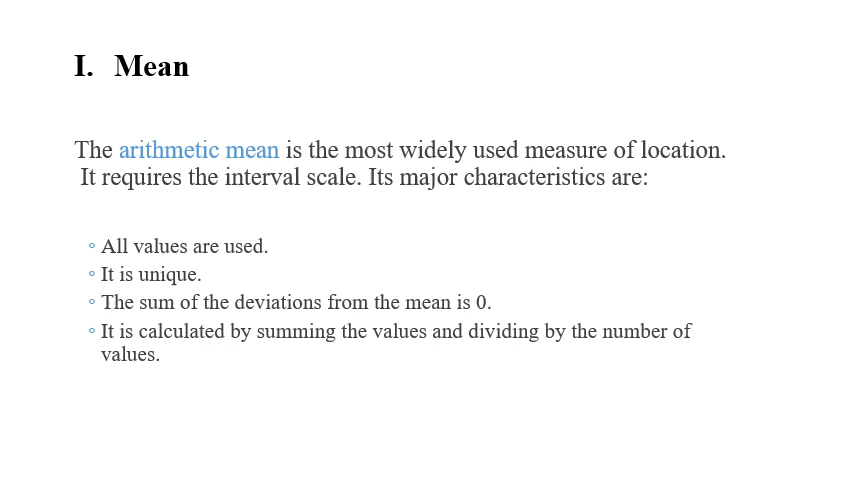 I. Mean
The arithmetic mean is the most widely used measure of location.
It requires the interval scale. Its major characteristics are:
◦ All values are used.
◦ It is unique.
◦ The sum of the deviations from the mean is 0.
◦ It is calculated by summing the values and dividing by the number of
values.